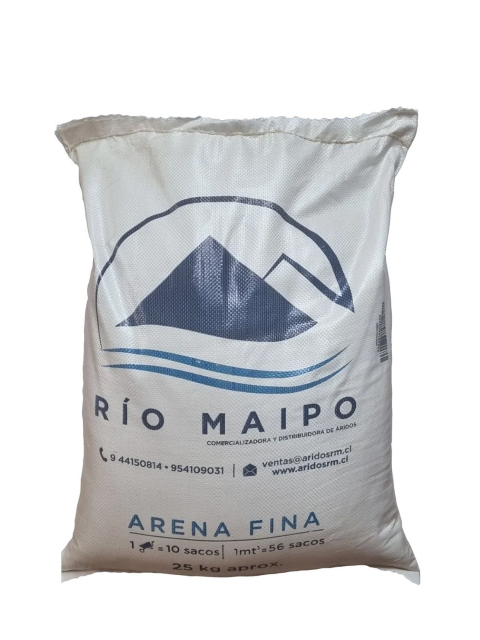 RÍO MAIPO
COMERCIALIZADORA Y DISTRIBUIDORA DE ÁRIDOS
9 44150814 • 954109031 | ventas@aridosrm.cl
www.aridosrm.cl
ARENA FINA
1 = 10 sacos | 1mt³ = 56 sacos
25 kg aprox.